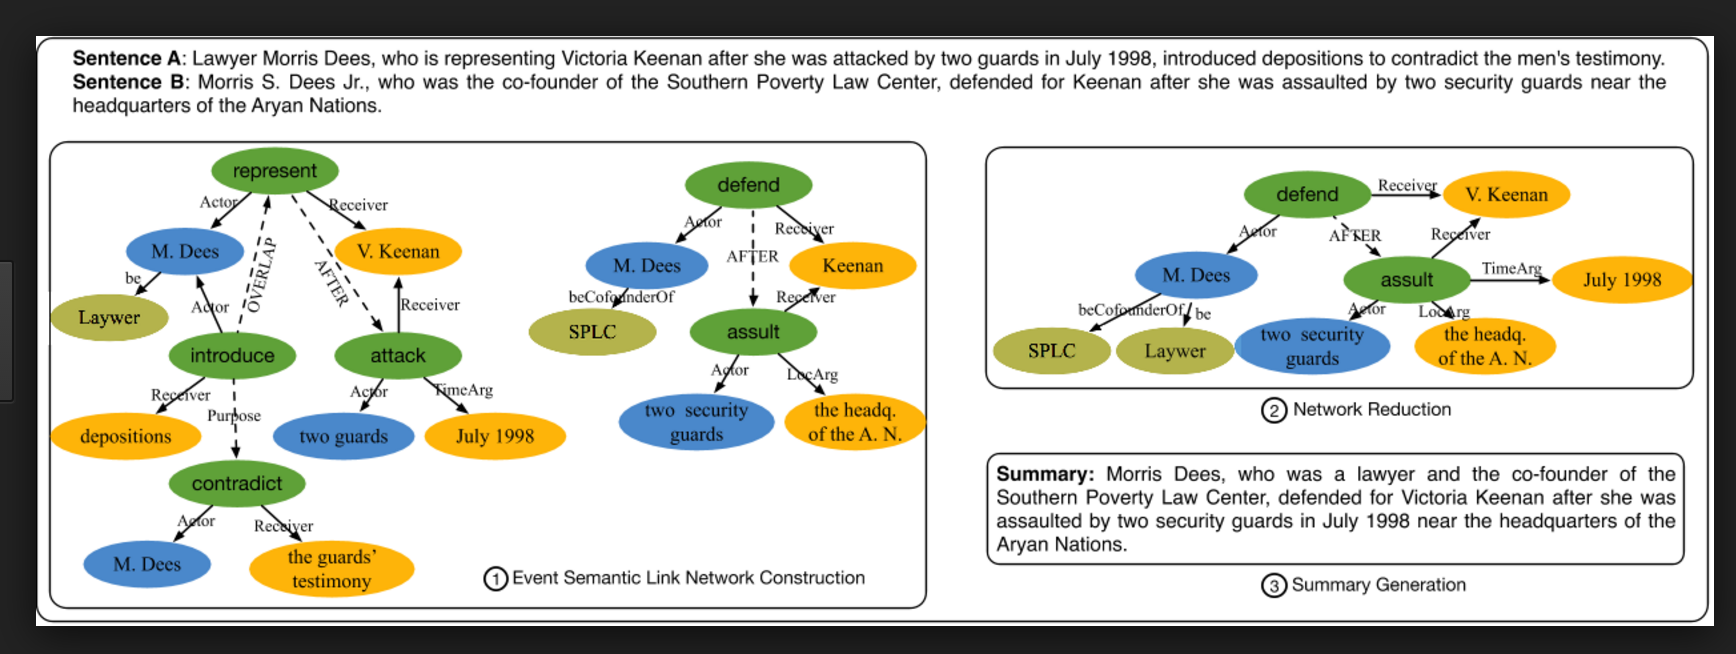 Sentence A: Lawyer Morris Dees, who is representing Victoria Keenan after she was attacked by two guards in July 1998, introduced depositions to contradict the men's testimony.
Sentence B: Morris S. Dees Jr., who was the co-founder of the Southern Poverty Law Center, defended for Keenan after she was assaulted by two security guards near the
headquarters of the Aryan Nations.
represent
Actor
Receiver
M. Dees
OVERLAP
AFTER
V. Keenan
be
Laywer
Actor
Receiver
introduce
attack
Receiver
Purpose
Actor
TimeArg
depositions
two guards
July 1998
contradict
Actor
Receiver
M. Dees
the guards'
testimony
defend
Actor
AFTER
Receiver
M. Dees
Keenan
beCofounderOf
Receiver
SPLC
assult
Actor
LocArg
two security
guards
the headq.
of the A. N.
1 Event Semantic Link Network Construction
defend
Receiver
V. Keenan
Actor
AFTER
Receiver
M. Dees
assult
TimeArg
July 1998
beCofounderOf
be
Actor
LocArg
SPLC
Laywer
two security
guards
the headq.
of the A. N.
2 Network Reduction
Summary: Morris Dees, who was a lawyer and the co-founder of the
Southern Poverty Law Center, defended for Victoria Keenan after she was
assaulted by two security guards in July 1998 near the headquarters of the
Aryan Nations.
3 Summary Generation